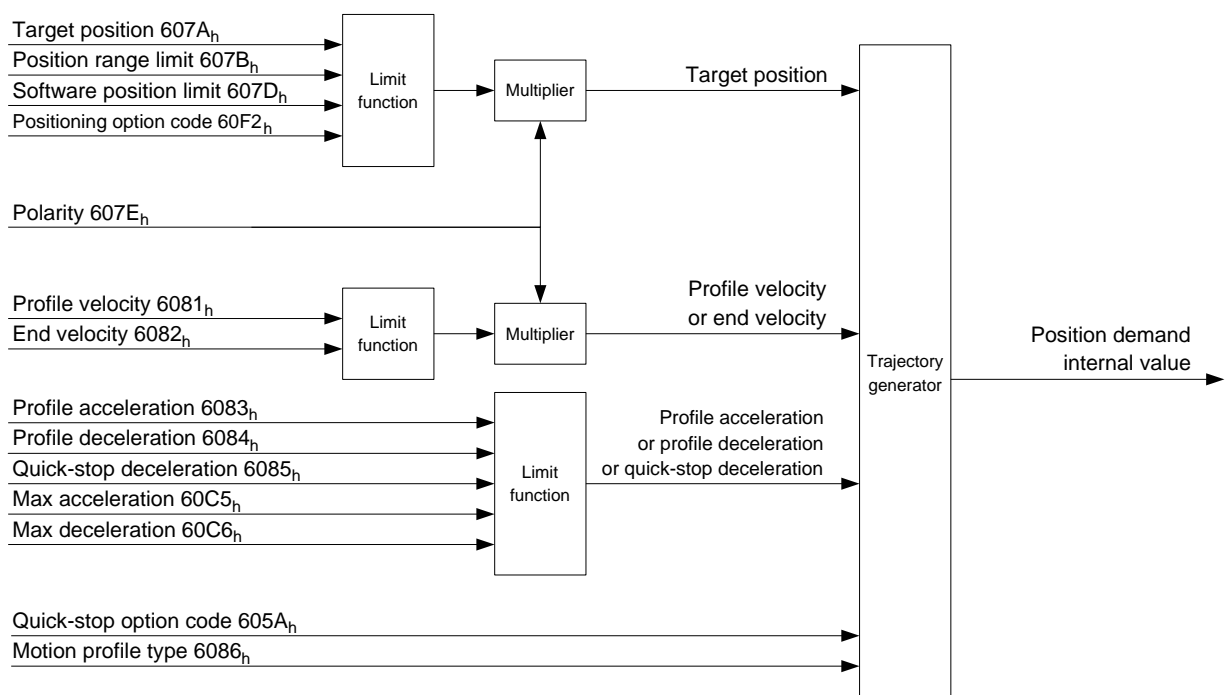 Target position 607Ah
Position range limit 607Bh
Software position limit 607Dh
Positioning option code 60F2h
Limit
function
Multiplier
Target position
Polarity 607Eh
Profile velocity 6081h
End velocity 6082h
Limit
function
Multiplier
Profile velocity
or end velocity
Trajectory
generator
Position demand
internal value
Profile acceleration 6083h
Profile deceleration 6084h
Quick-stop deceleration 6085h
Max acceleration 60C5h
Max deceleration 60C6h
Limit
function
Profile acceleration
or profile deceleration
or quick-stop deceleration
Quick-stop option code 605Ah
Motion profile type 6086h